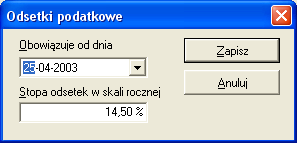 Odsetki podatkowe
Obowiązuje od dnia
25-04-2003
Stopa odsetek w skali rocznej
14,50 %
Zapisz
Anuluj